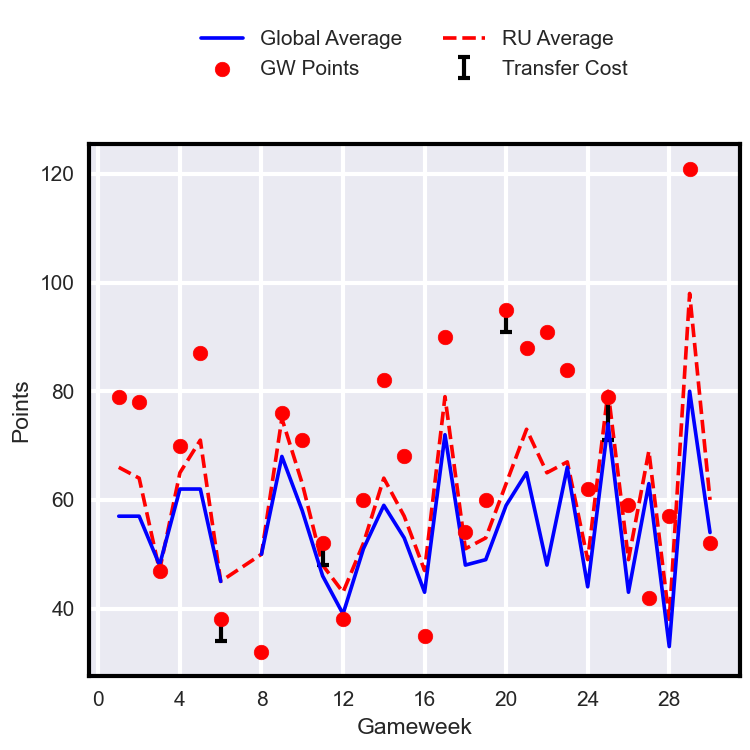 Global Average RU Average
GW Points Transfer Cost
120
100
80
60
40
Points
0 4 8 12 16 20 24 28
Gameweek